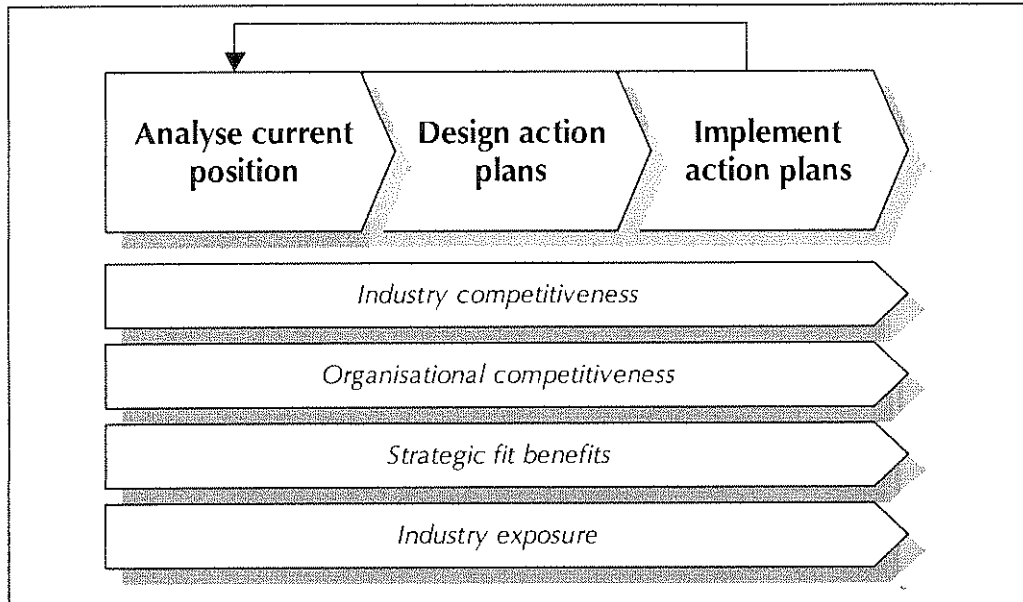 Analyse current
position
Design action
plans
Implement
action plans
Industry competitiveness
Organisational competitiveness
Strategic fit benefits
Industry exposure